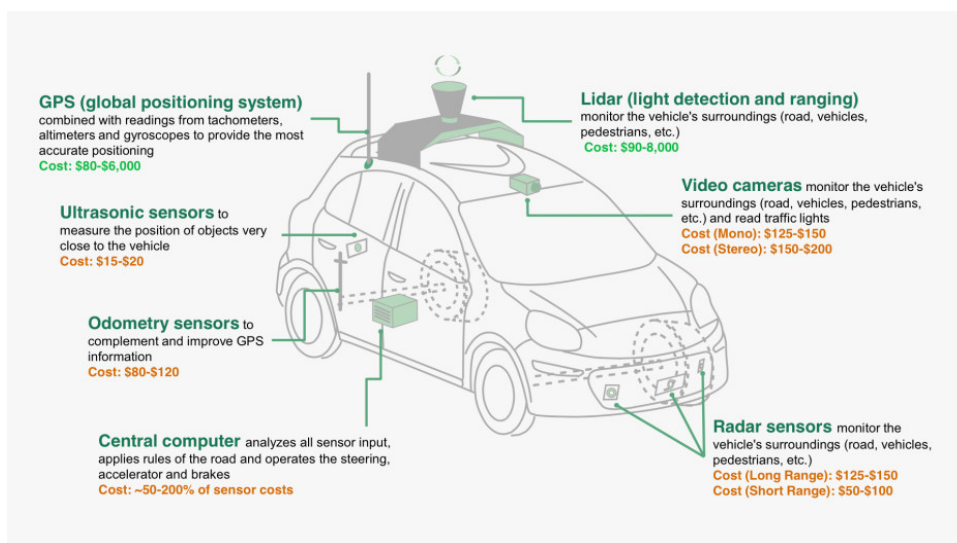 GPS (global positioning system)
combined with readings from tachometers,
altimeters and gyroscopes to provide the most
accurate positioning
Cost: $80-$6,000
Ultrasonic sensors to
measure the position of objects very
close to the vehicle
Cost: $15-$20
Odometry sensors to
complement and improve GPS
information
Cost: $80-$120
Central computer analyzes all sensor input,
applies rules of the road and operates the steering,
accelerator and brakes
Cost: ~50-200% of sensor costs
Lidar (light detection and ranging)
monitor the vehicle's surroundings (road, vehicles,
pedestrians, etc.)
Cost: $90-8,000
Video cameras monitor the vehicle's
surroundings (road, vehicles, pedestrians,
etc.) and read traffic lights
Cost (Mono): $125-$150
Cost (Stereo): $150-$200
Radar sensors monitor the
vehicle's surroundings (road, vehicles,
pedestrians, etc.)
Cost (Long Range): $125-$150
Cost (Short Range): $50-$100